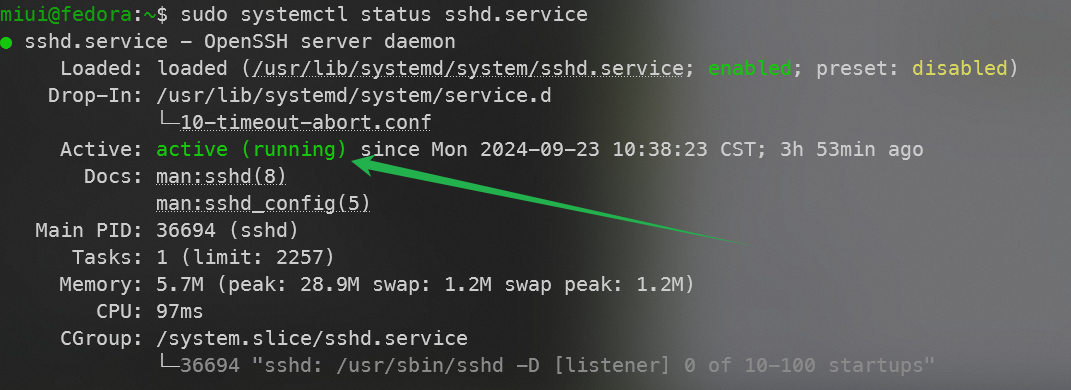 miui@fedora:~$ sudo systemctl status sshd.service
● sshd.service - OpenSSH server daemon
Loaded: loaded (/usr/lib/systemd/system/sshd.service; enabled; preset: disabled)
Drop-In: /usr/lib/systemd/system/service.d
└─10-timeout-abort.conf
Active: active (running) since Mon 2024-09-23 10:38:23 CST; 3h 53min ago
Docs: man:sshd(8)
man:sshd_config(5)
Main PID: 36694 (sshd)
Tasks: 1 (limit: 2257)
Memory: 5.7M (peak: 28.9M swap: 1.2M swap peak: 1.2M)
CPU: 97ms
CGroup: /system.slice/sshd.service
└─36694 "sshd: /usr/sbin/sshd -D [listener] 0 of 10-100 startups"